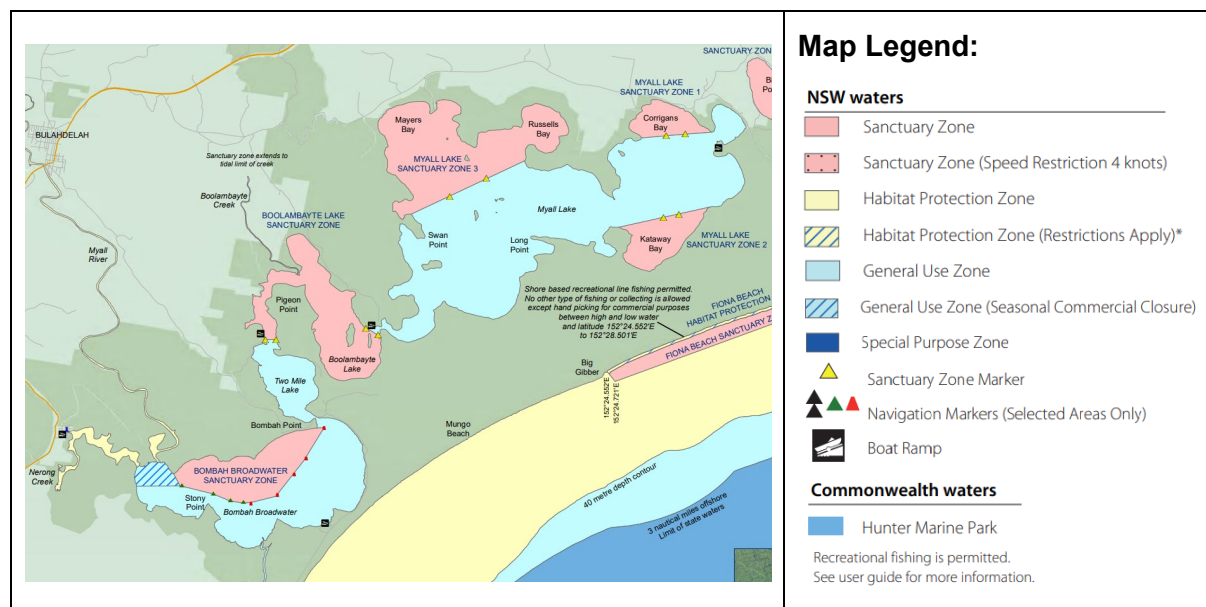 SANCTUARY ZON
MYALL LAKE
SANCTUARY ZONE 1
Mayers
Bay
Russells
Bay
Corrigans
Bay
BULAHDELAH
Sanctuary zone extends to
tidal limit of creek
MYALL LAKE
SANCTUARY ZONE 3
Boolambayte
Creek
BOOLAMBAYTE LAKE
SANCTUARY ZONE
Myall Lake
Myall
River
Swan
Point
Long
Point
Kataway
Bay
MYALL LAKE
SANCTUARY ZONE 2
Pigeon
Point
Shore based recreational line fishing permitted.
No other type of fishing or collecting is allowed
except hand picking for commercial purposes
between high and low water
and latitude 152°24.552'E
to 152°28.501'E
FIONA BEACH
HABITAT PROTECTION
FIONA BEACH SANCTUARY Z
Boolambayte
Lake
Two Mile
Lake
Big
Gibber
152°24.552'E
152°24.721'E
Bombah Point
Mungo
Beach
BOMBAH BROADWATER
SANCTUARY ZONE
Nerong
Creek
Stony
Point
Bombah Broadwater
40 metre depth contour
3 nautical miles offshore
Limit of state waters
Map Legend:
NSW waters
Sanctuary Zone
Sanctuary Zone (Speed Restriction 4 knots)
Habitat Protection Zone
Habitat Protection Zone (Restrictions Apply)*
General Use Zone
General Use Zone (Seasonal Commercial Closure)
Special Purpose Zone
Sanctuary Zone Marker
Navigation Markers (Selected Areas Only)
Boat Ramp
Commonwealth waters
Hunter Marine Park
Recreational fishing is permitted.
See user guide for more information.